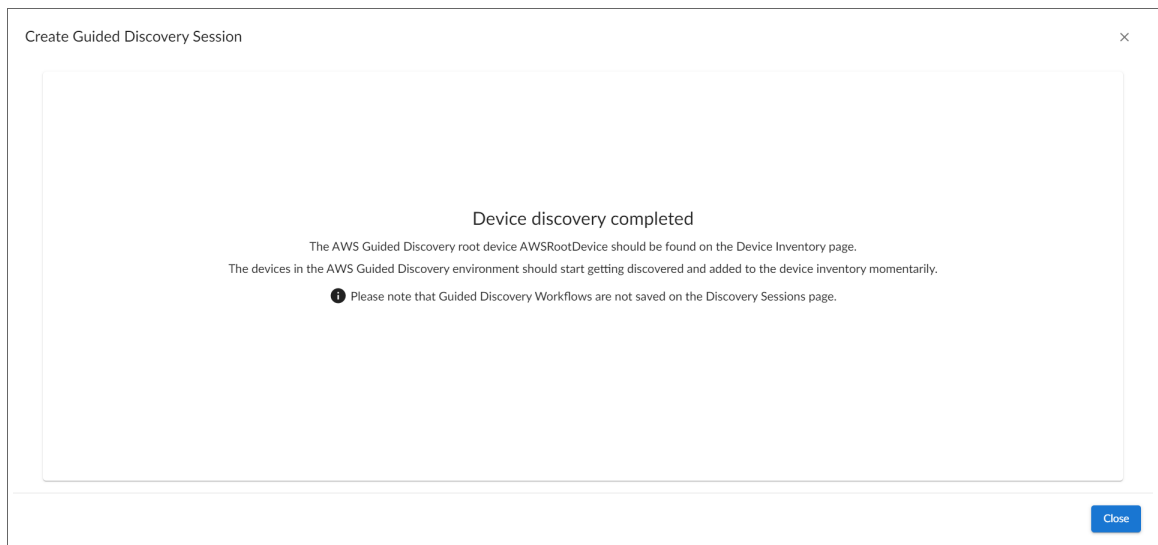 Create Guided Discovery Session
Device discovery completed
The AWS Guided Discovery root device AWSRootDevice should be found on the Device Inventory page.
The devices in the AWS Guided Discovery environment should start getting discovered and added to the device inventory momentarily.
Please note that Guided Discovery Workflows are not saved on the Discovery Sessions page.
Close